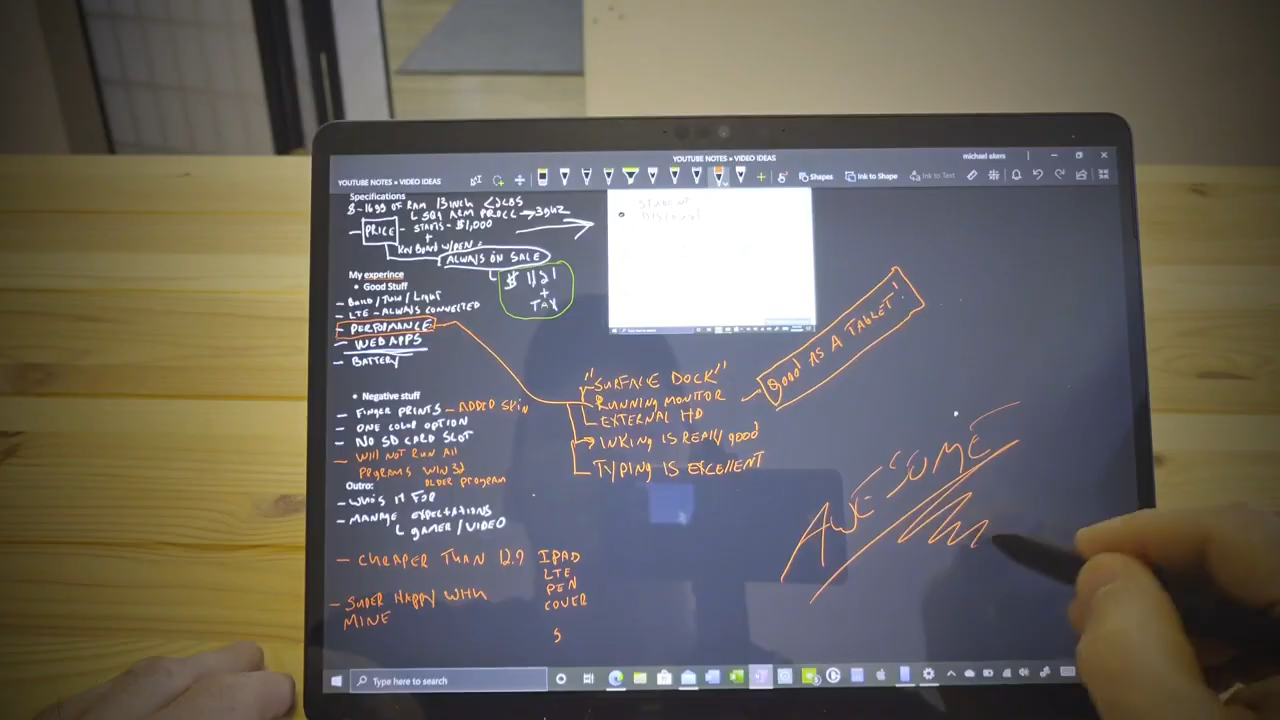 YOUTUBE NOTES » VIDEO IDEAS
michael akers
YOUTUBE NOTES » VIDEO IDEAS
Shapes
Ink to Shape
Ink to Text
Specifications
8-16GB OF RAM 13inch <2LBS
L SQ1 ARM PROCC → 3GHZ
- PRICE - STARTS - $1,000
+
KEYBOARD W/PEN =
ALWAYS ON SALE
L $ 1121
+
TAX
STUDENT
DISCOUNT
My experince
• Good Stuff
- BUILD/THIN/LIGHT
- LTE - ALWAYS CONNECTED
- PERFORMANCE
- WEB APPS
- BATTERY
"SURFACE DOCK"
RUNNING MONITOR
EXTERNAL HD
INKING IS REALLY good
TYPING IS EXCELLENT
good AS A TABLET!
• Negative stuff
- FINGER PRINTS - ADDED SKIN
- ONE COLOR OPTION
- NO SD CARD SLOT
- WILL NOT RUN All
PROGRAMS WIN 32
OLDER PROGRAM
Outro:
- WHO'S IT FOR
- MANAGE EXPECTATIONS
L gAMER/VIDEO
- CHEAPER THAN 12.9 IPAD
LTE
PEN
COVER
- SUPER HAPPY WITH
MINE
S
AWESOME
Type here to search